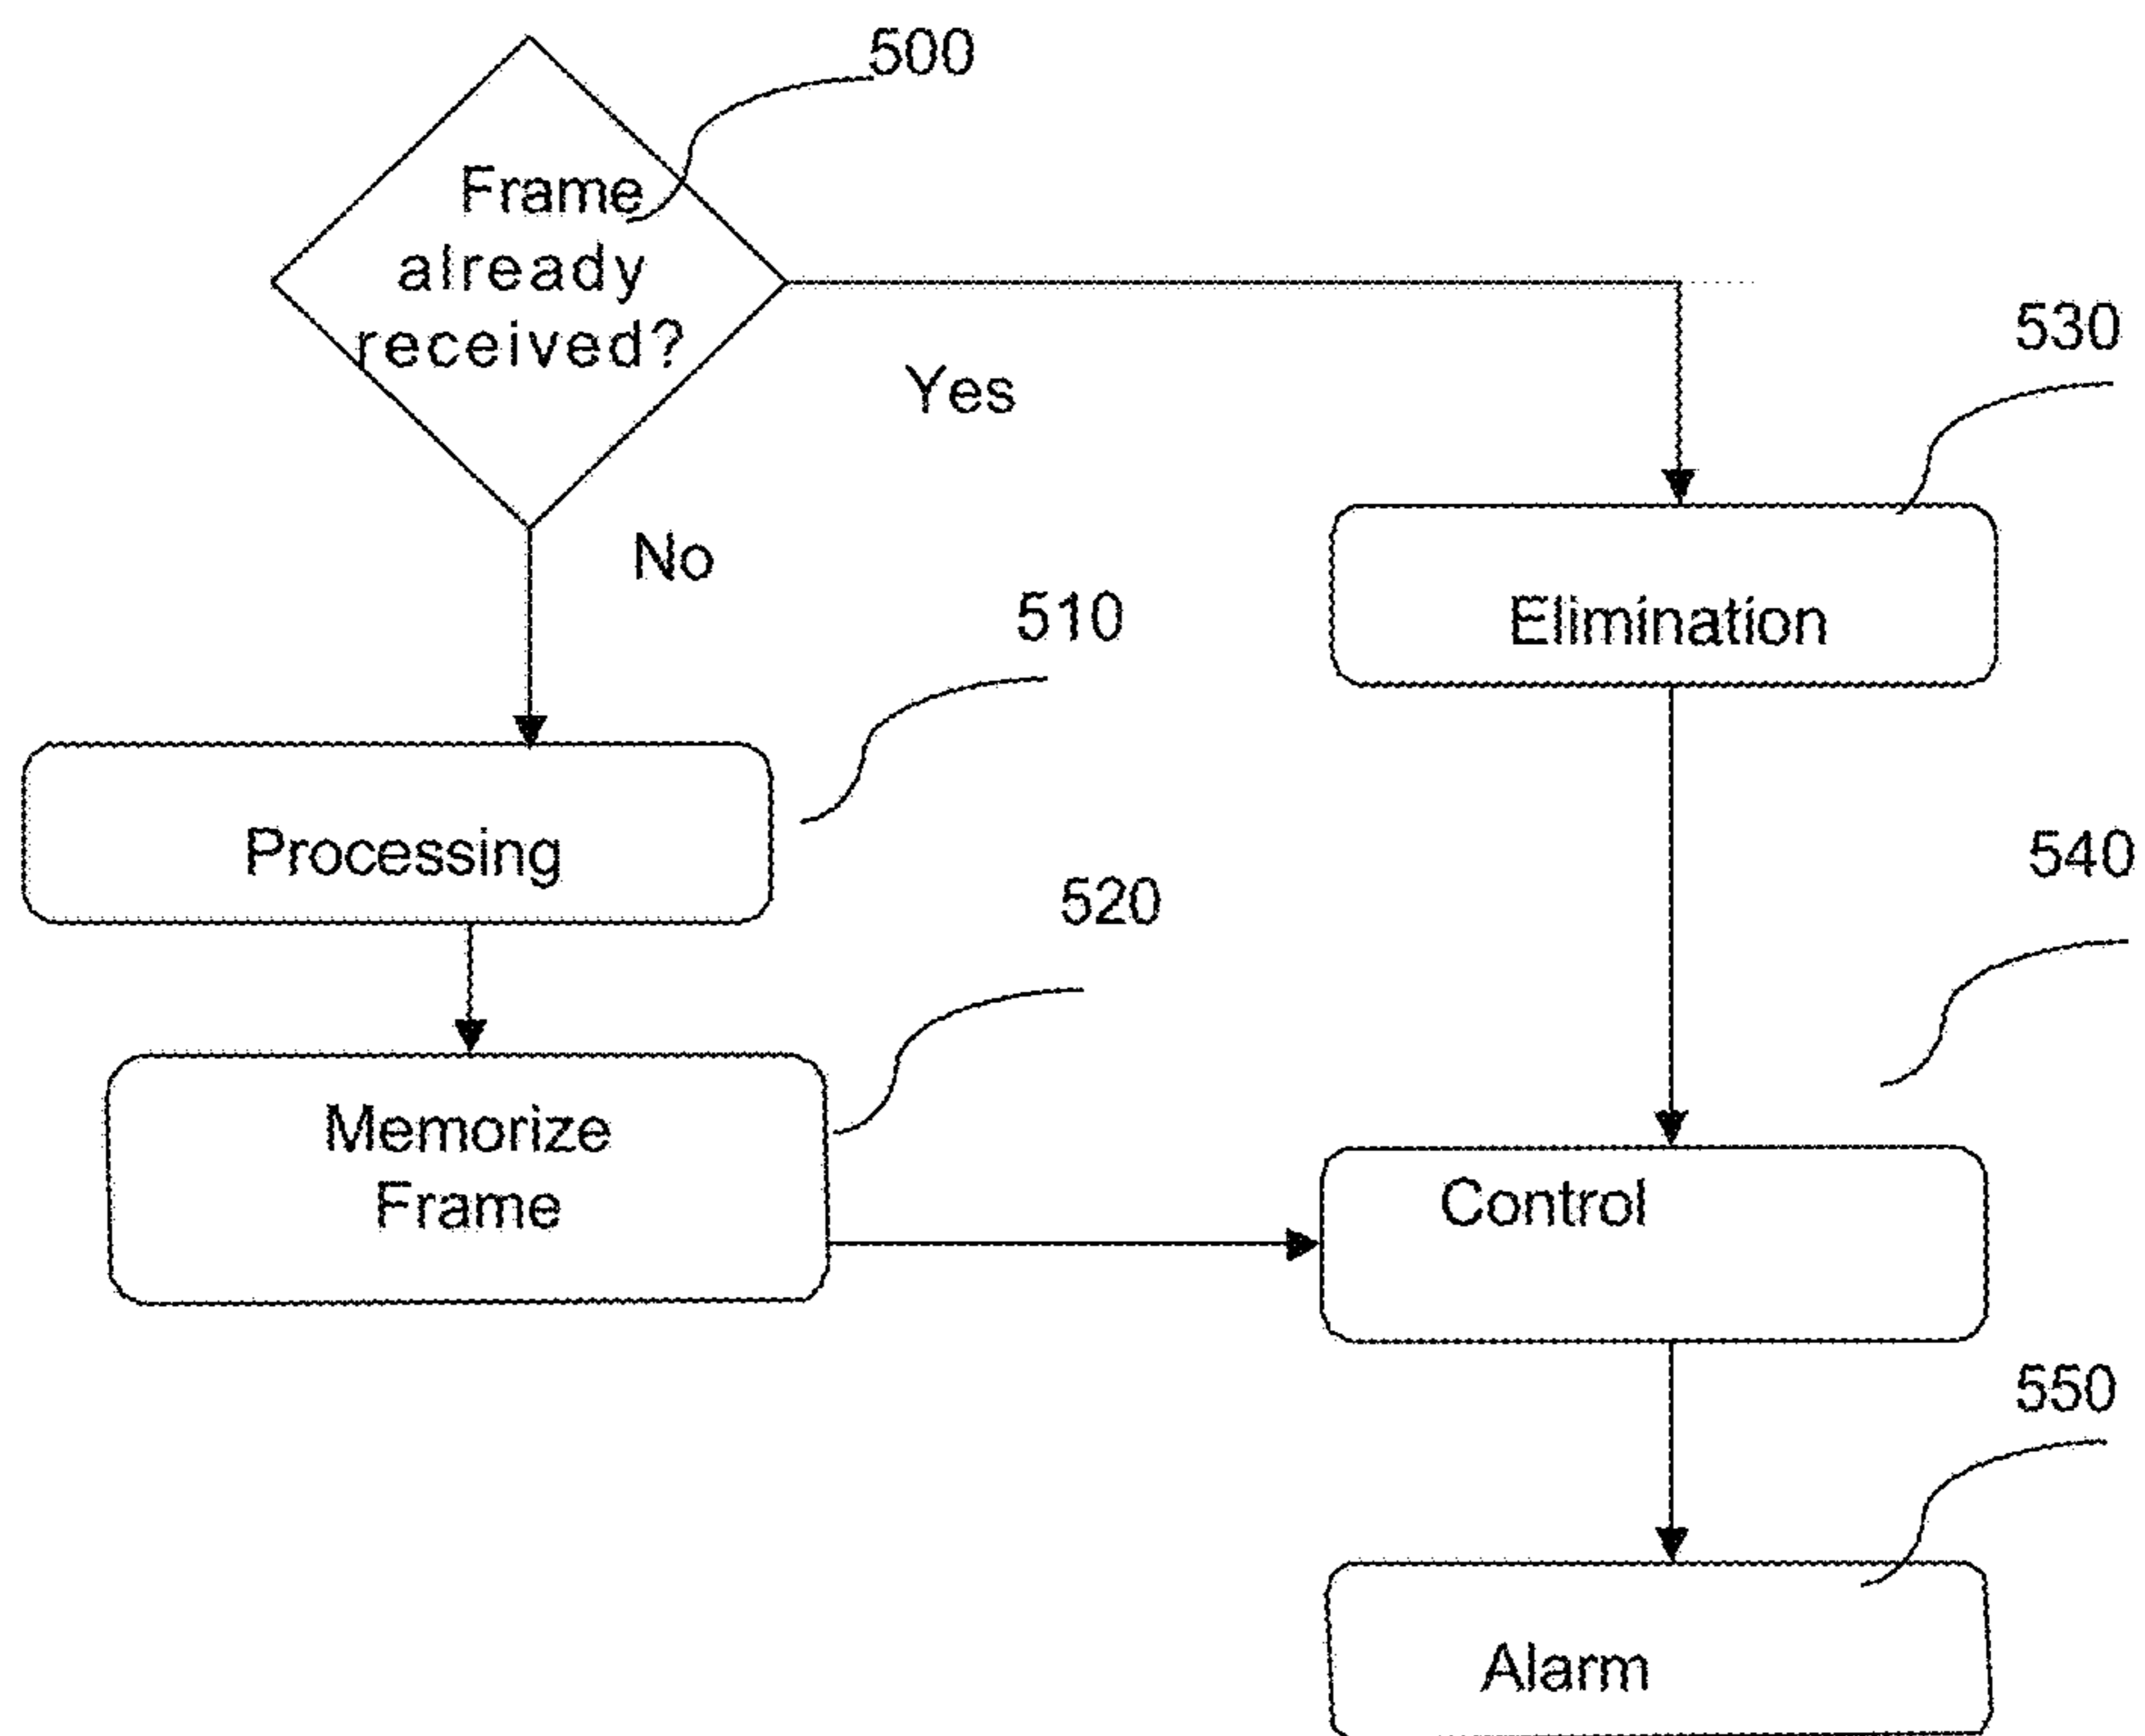 500
Frame
already
received?
Yes
530
No
510
Elimination
Processing
540
520
Memorize
Frame
Control
550
Alarm